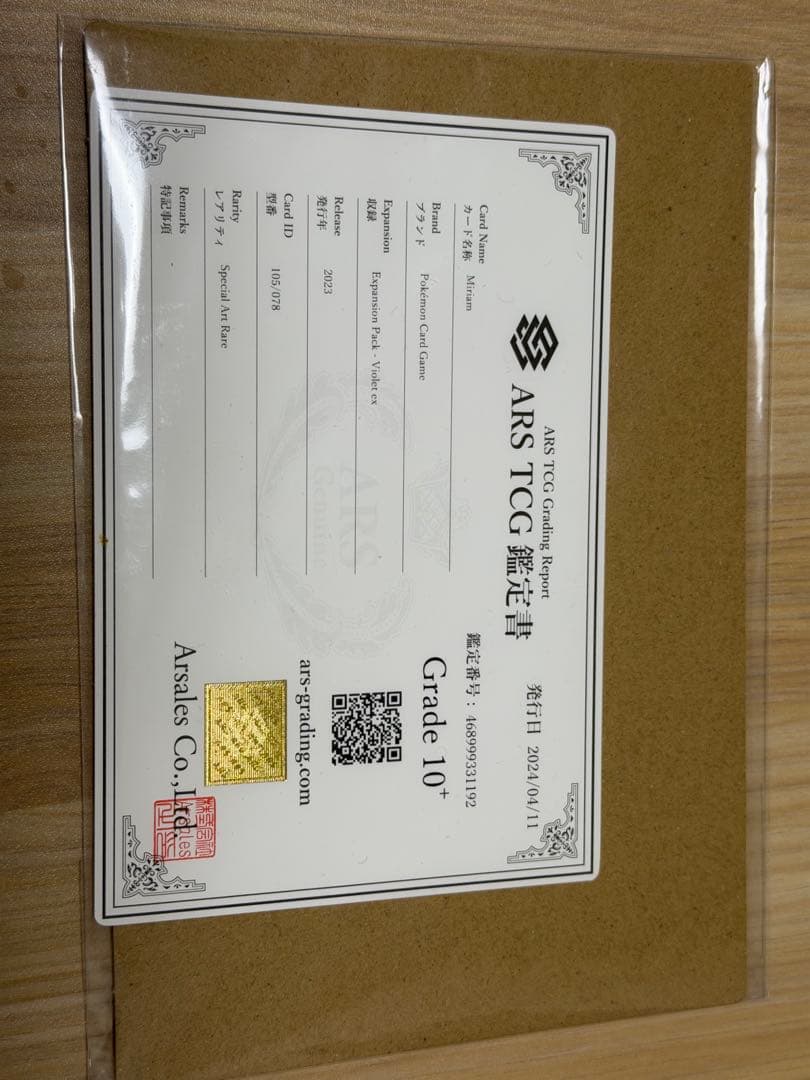 ARS TCG Grading Report
ARS TCG 鑑定書
発行日 2024/04/11
鑑定番号：468999331192
Card Name
カード名称 Miriam
Brand
ブランド Pokémon Card Game
Expansion
収録 Expansion Pack - Violet ex
Release
発行年 2023
Card ID
型番 105/078
Rarity
レアリティ Special Art Rare
Remarks
特記事項 -
Grade 10+
ars-grading.com
Arsales Co.,Ltd.
ARS
Genuine